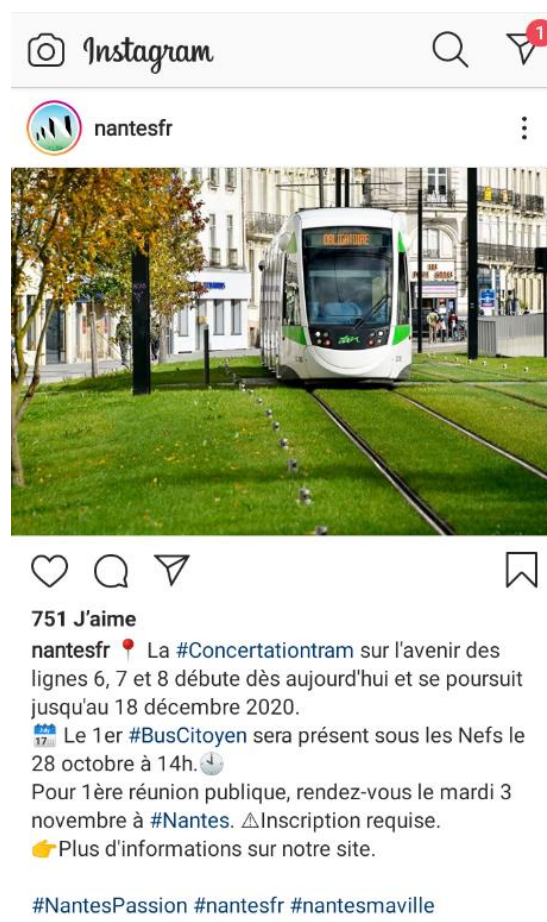 Instagram
1
nantesfr
OBLIGATOIRE
751 J'aime
nantesfr 📍 La #Concertationtram sur l'avenir des
lignes 6, 7 et 8 débute dès aujourd'hui et se poursuit
jusqu'au 18 décembre 2020.
📅 Le 1er #BusCitoyen sera présent sous les Nefs le
28 octobre à 14h.🕙
Pour 1ère réunion publique, rendez-vous le mardi 3
novembre à #Nantes. ⚠Inscription requise.
👉Plus d'informations sur notre site.
#NantesPassion #nantesfr #nantesmaville